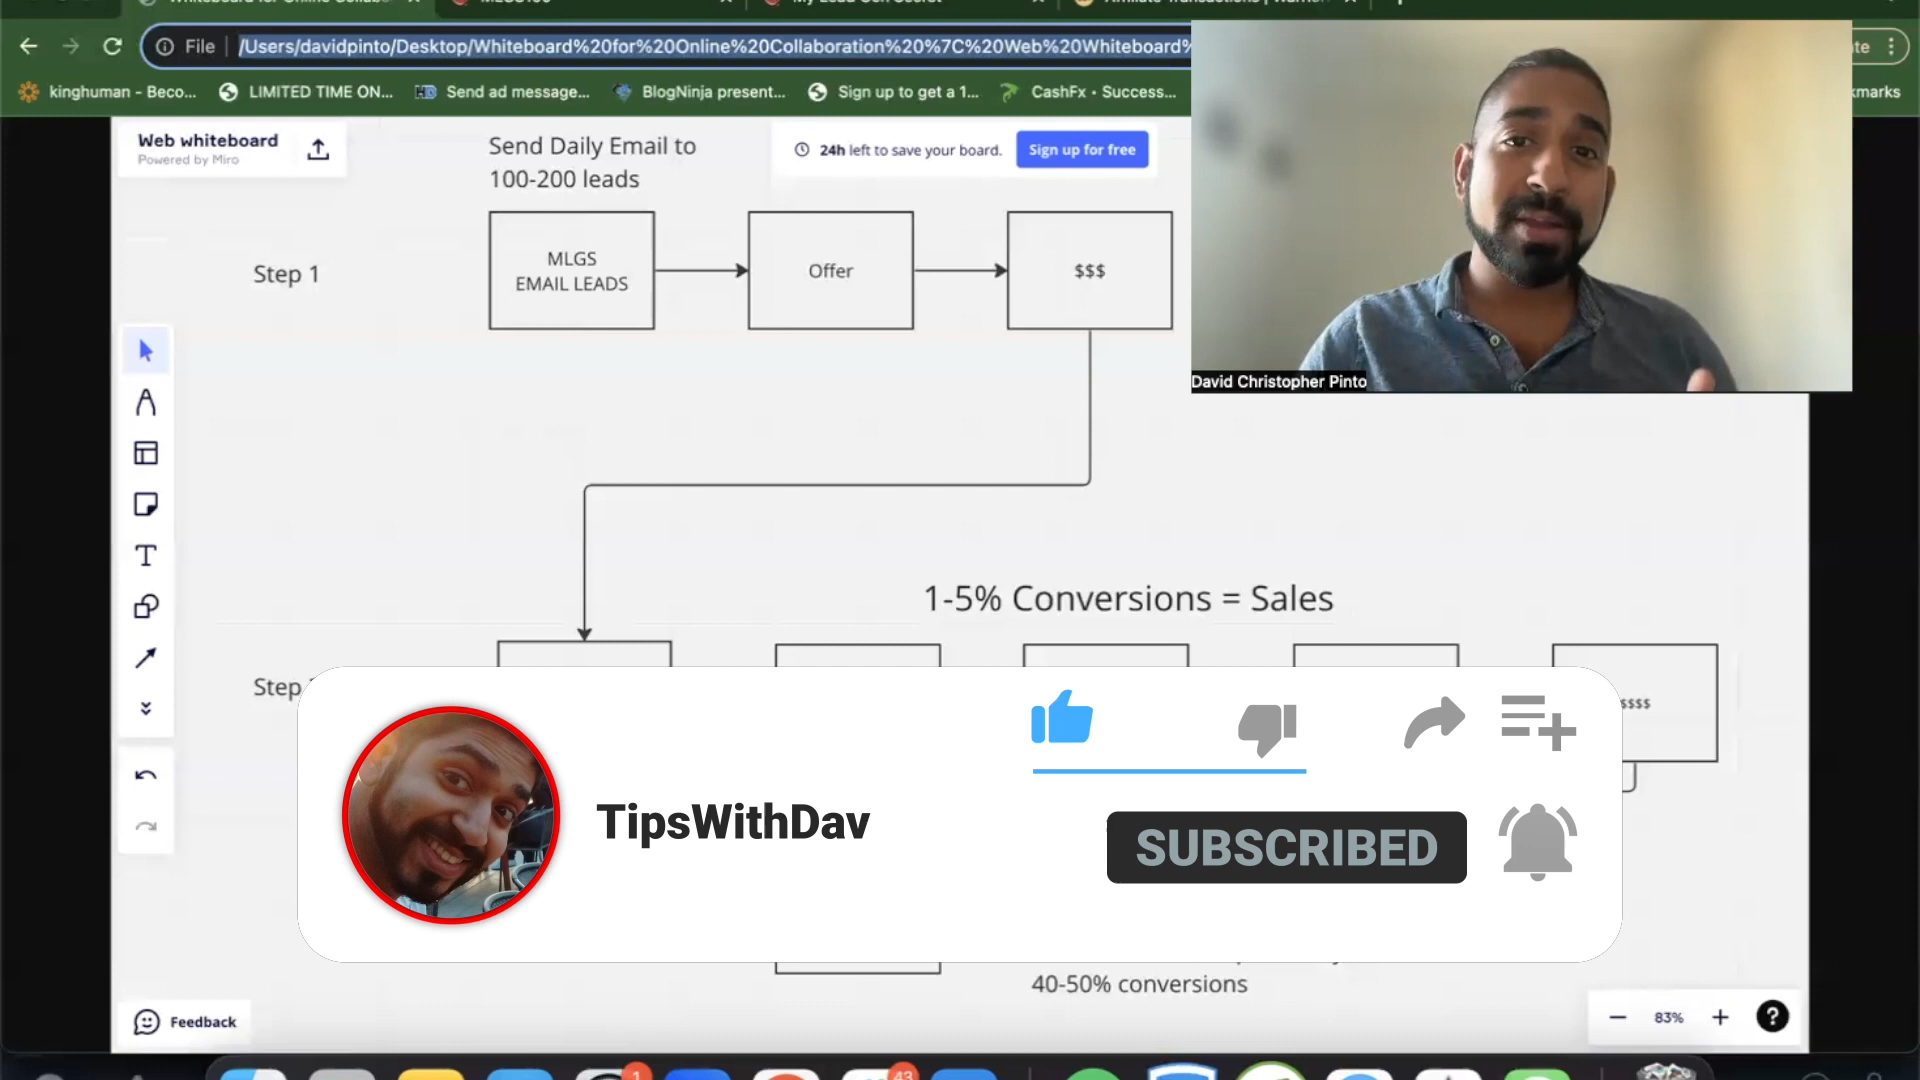 File
/Users/davidpinto/Desktop/Whiteboard%20for%20Online%20Collaboration%20%7C%20Web%20Whiteboard%
kinghuman - Beco...
LIMITED TIME ON...
Send ad message...
BlogNinja present...
Sign up to get a 1...
CashFx • Success...
Web whiteboard
Powered by Miro
Send Daily Email to
100-200 leads
24h left to save your board.
Sign up for free
Step 1
MLGS
EMAIL LEADS
Offer
$$$
David Christopher Pinto
1-5% Conversions = Sales
Step
TipsWithDav
SUBSCRIBED
40-50% conversions
Feedback
83%
?
1
43